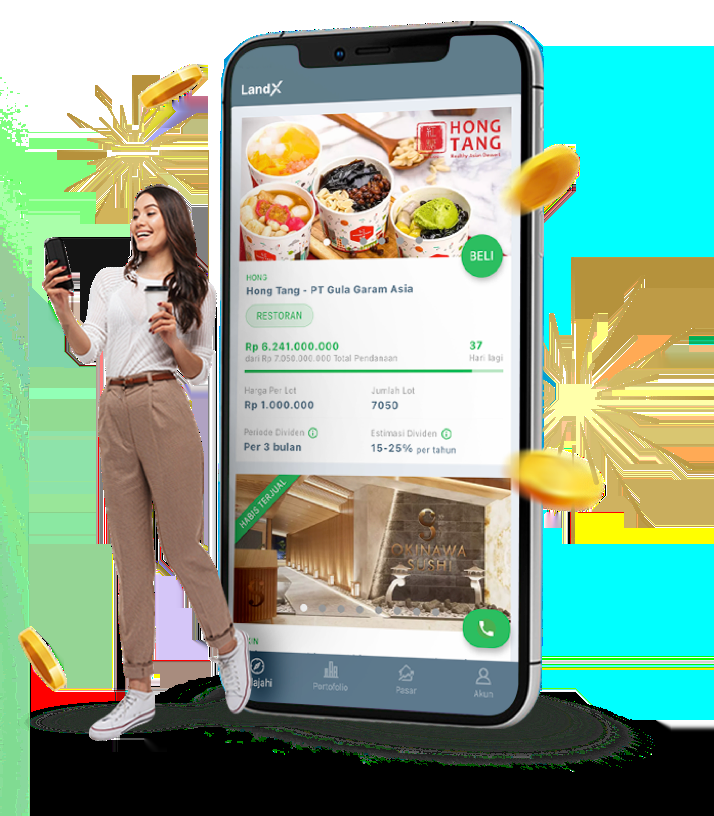 LandX
HONG
TANG
Healthy Asian Dessert
BELI
HONG
Hong Tang - PT Gula Garam Asia
RESTORAN
Rp 6.241.000.000
37
dari Rp 7.050.000.000 Total Pendanaan
Hari lagi
Harga Per Lot
Jumlah Lot
Rp 1.000.000
7050
Periode Dividen
Estimasi Dividen
Per 3 bulan
15-25% per tahun
HABIS TERJUAL
OKINAWA
SUSHI
Portofolio
Pasar
Akun